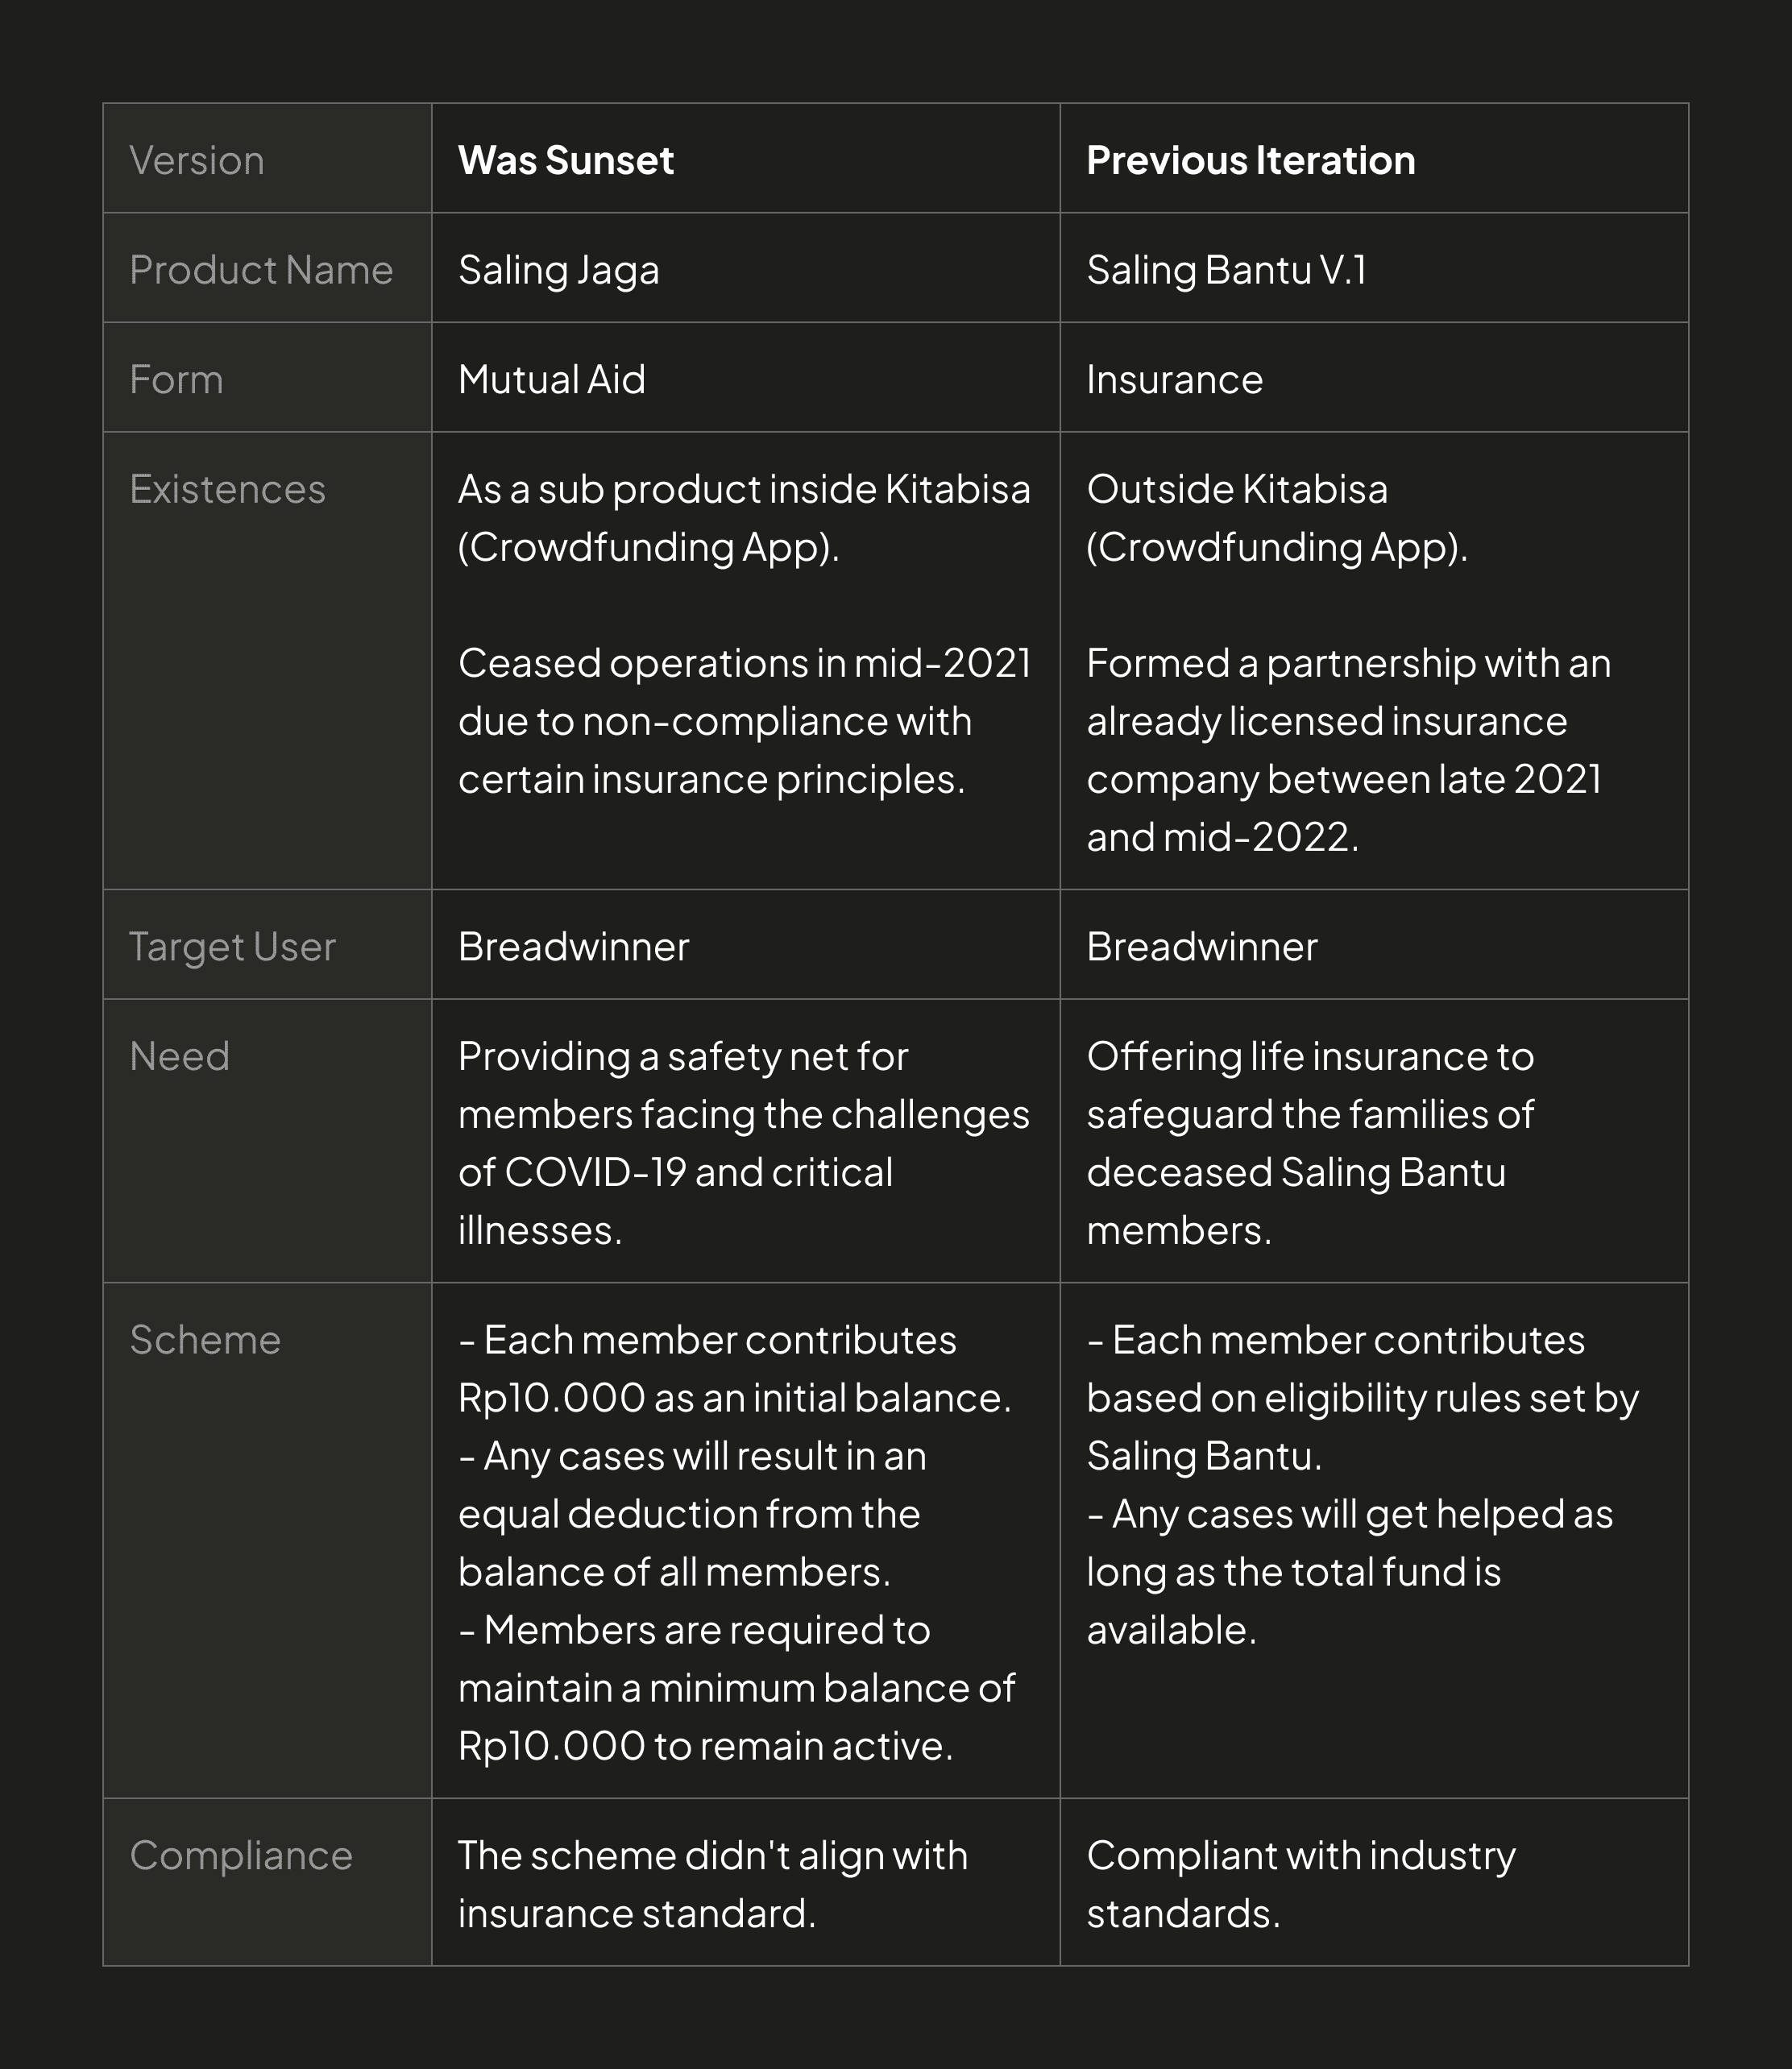 Version
Was Sunset
Previous Iteration
Product Name
Saling Jaga
Saling Bantu V.1
Form
Mutual Aid
Insurance
Existences
As a sub product inside Kitabisa
(Crowdfunding App).
Ceased operations in mid-2021
due to non-compliance with
certain insurance principles.
Outside Kitabisa
(Crowdfunding App).
Formed a partnership with an
already licensed insurance
company between late 2021
and mid-2022.
Target User
Breadwinner
Breadwinner
Need
Providing a safety net for
members facing the challenges
of COVID-19 and critical
illnesses.
Offering life insurance to
safeguard the families of
deceased Saling Bantu
members.
Scheme
- Each member contributes
Rp10.000 as an initial balance.
- Any cases will result in an
equal deduction from the
balance of all members.
- Members are required to
maintain a minimum balance of
Rp10.000 to remain active.
- Each member contributes
based on eligibility rules set by
Saling Bantu.
- Any cases will get helped as
long as the total fund is
available.
Compliance
The scheme didn't align with
insurance standard.
Compliant with industry
standards.